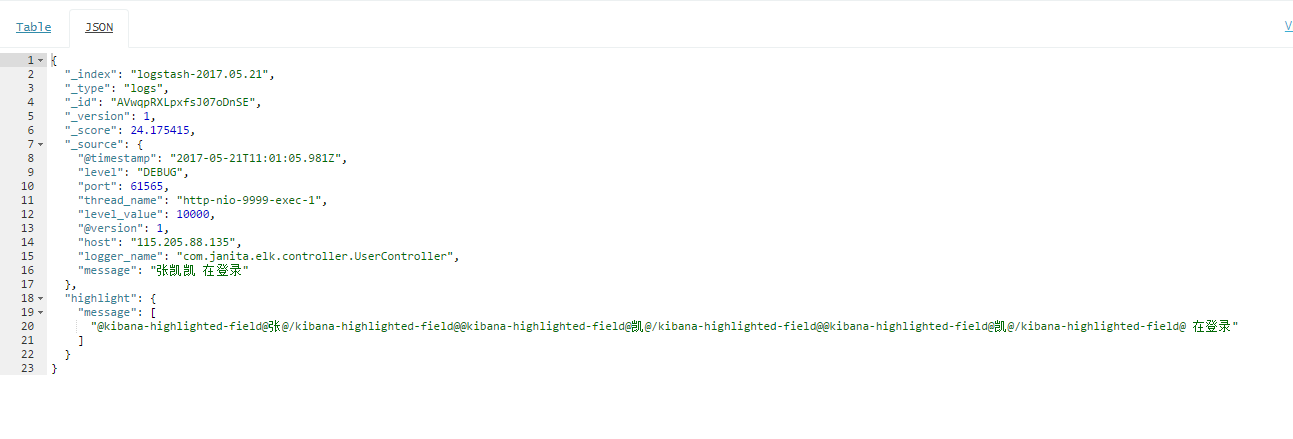 Table JSON V
1 {
2 "_index": "logstash-2017.05.21",
3 "_type": "logs",
4 "_id": "AVwqpRXLpxfsJ07oDnSE",
5 "_version": 1,
6 "_score": 24.175415,
7 "_source": {
8 "@timestamp": "2017-05-21T11:01:05.981Z",
9 "level": "DEBUG",
10 "port": 61565,
11 "thread_name": "http-nio-9999-exec-1",
12 "level_value": 10000,
13 "@version": 1,
14 "host": "115.205.88.135",
15 "logger_name": "com.janita.elk.controller.UserController",
16 "message": "张凯凯 在登录"
17 },
18 "highlight": {
19 "message": [
20 "@kibana-highlighted-field@张@/kibana-highlighted-field@@kibana-highlighted-field@凯@/kibana-highlighted-field@@kibana-highlighted-field@凯@/kibana-highlighted-field@ 在登录"
21 ]
22 }
23 }